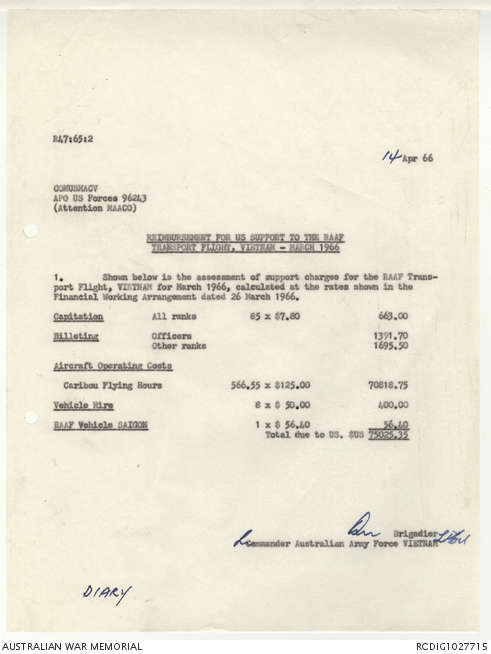 R47:65:2
14 Apr 66
COMUSMACV
APO US Forces 96243
(Attention MAACO)
REIMBURSEMENT FOR US SUPPORT TO THE RAAF
TRANSPORT FLIGHT, VIETNAM - MARCH 1966
1. Shown below is the assessment of support charges for the RAAF Trans-
port Flight, VIETNAM for March 1966, calculated at the rates shown in the
Financial Working Arrangement dated 26 March 1966.
Capitation All ranks 85 x $7.80 663.00
Billeting Officers 1391.70
Other ranks 1695.50
Aircraft Operating Costs
Caribou Flying Hours 566.55 x $125.00 70818.75
Vehicle Hire 8 x $ 50.00 400.00
RAAF Vehicle SAIGON 1 x $ 56.40 56.40
Total due to US. $US 75025.35
Brigadier
Commander Australian Army Force VIETNAM
DIARY
AUSTRALIAN WAR MEMORIAL
RCDIG1027715